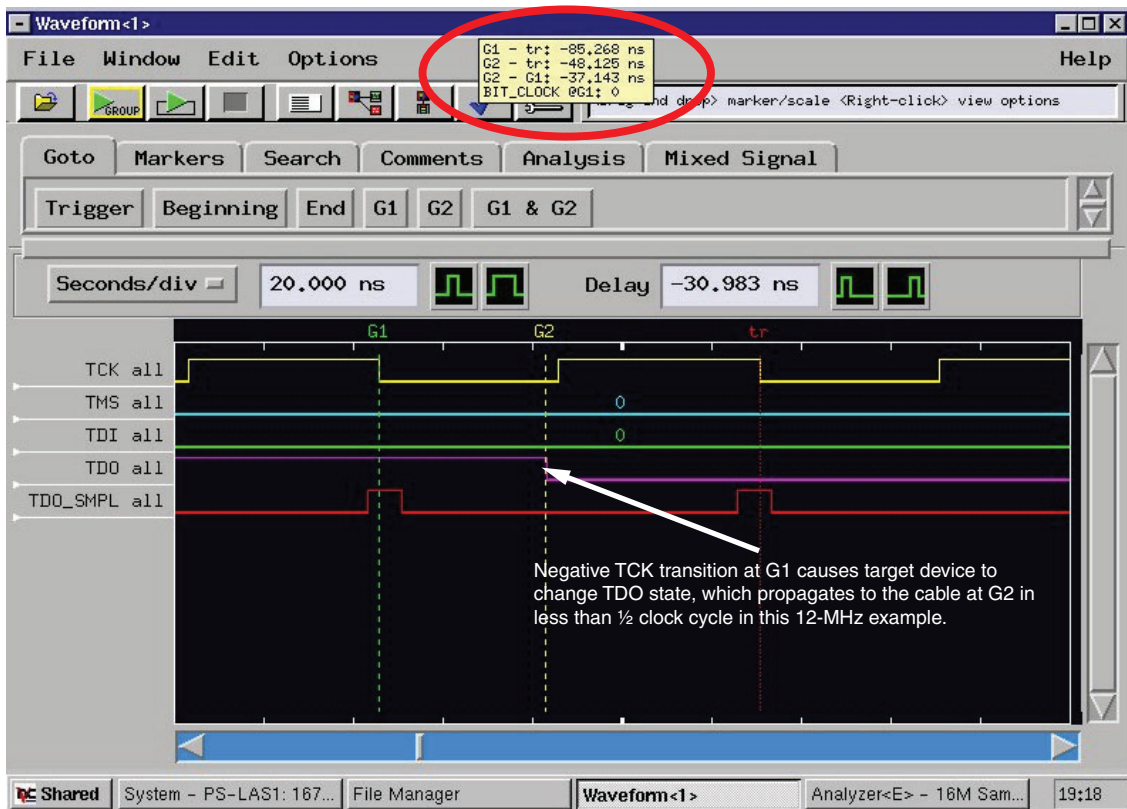 Waveform<1>
File Window Edit Options Help
G1 - tr: -85.268 ns
G2 - tr: -48.125 ns
G2 - G1: -37.143 ns
BIT_CLOCK @G1: 0
GROUP
and drop> marker/scale <Right-click> view options
Goto Markers Search Comments Analysis Mixed Signal
Trigger Beginning End G1 G2 G1 & G2
Seconds/div 20.000 ns Delay -30.983 ns
G1 G2 tr
TCK all
TMS all 0
TDI all 0
TDO all
TDO_SMPL all
Negative TCK transition at G1 causes target device to
change TDO state, which propagates to the cable at G2 in
less than ½ clock cycle in this 12-MHz example.
Shared System - PS-LAS1: 167... File Manager Waveform<1> Analyzer<E> - 16M Sam... 19:18